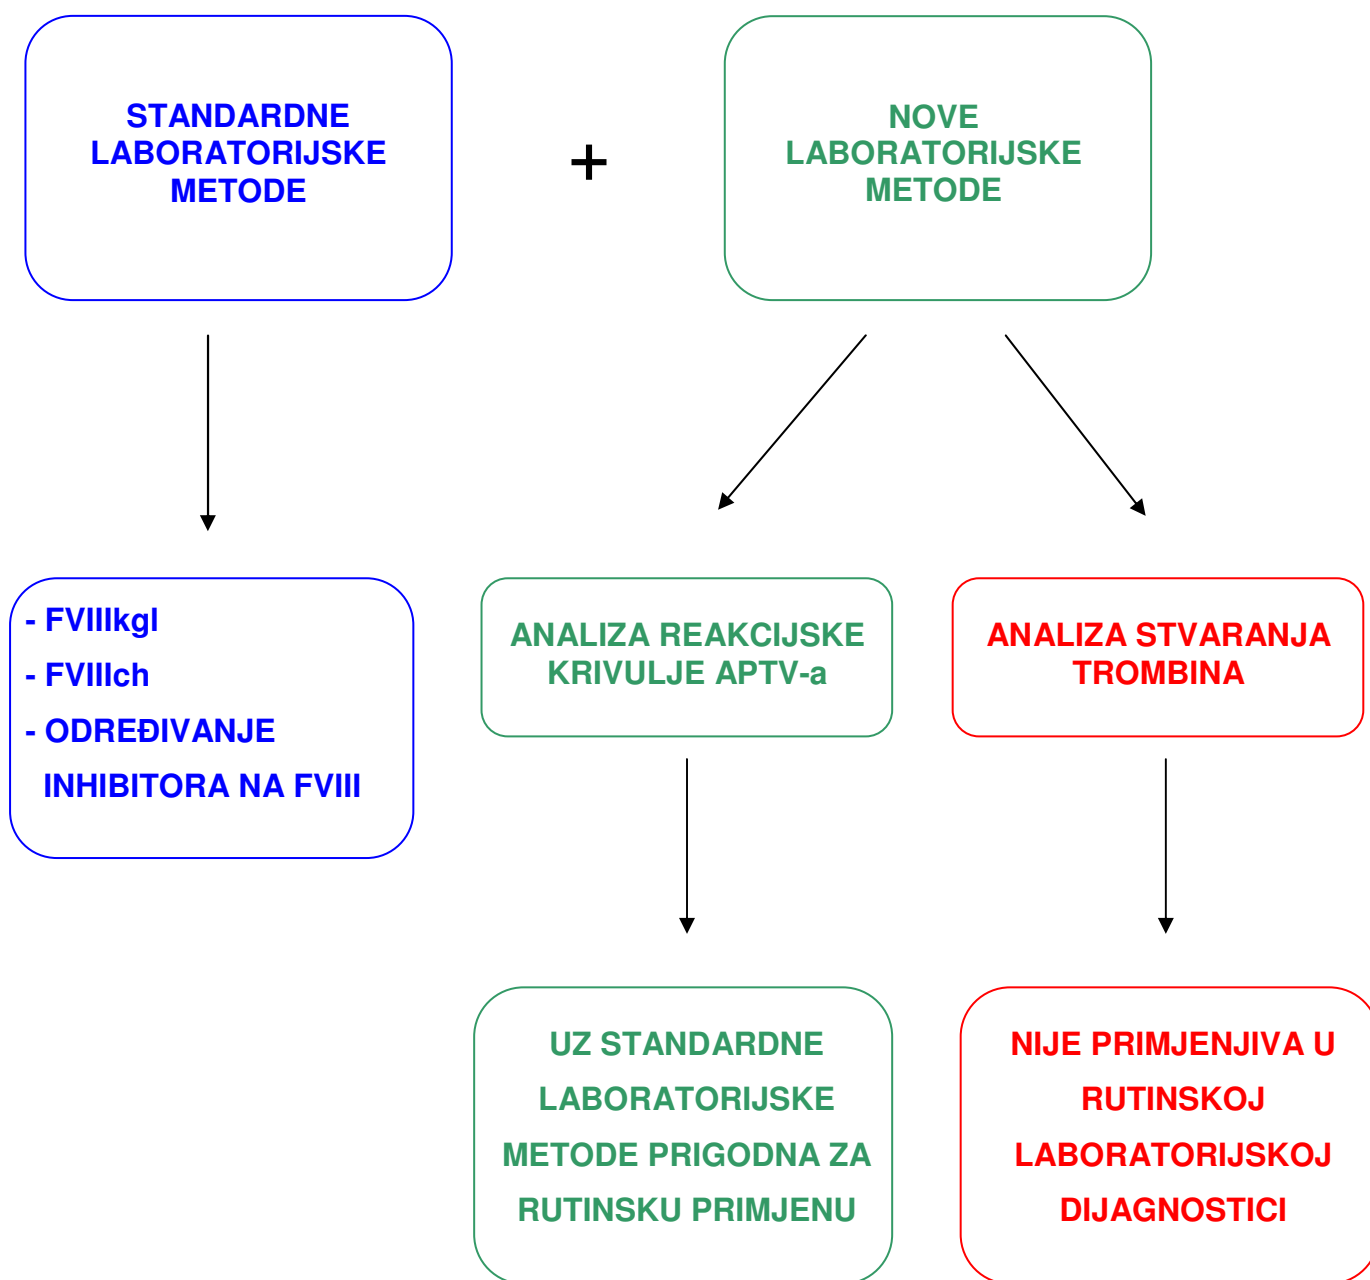 STANDARDNE
LABORATORIJSKE
METODE
+
NOVE
LABORATORIJSKE
METODE
- FVIIIkgl
- FVIIIch
- ODREĐIVANJE
INHIBITORA NA FVIII
ANALIZA REAKCIJSKE
KRIVULJE APTV-a
ANALIZA STVARANJA
TROMBINA
UZ STANDARDNE
LABORATORIJSKE
METODE PRIGODNA ZA
RUTINSKU PRIMJENU
NIJE PRIMJENJIVA U
RUTINSKOJ
LABORATORIJSKOJ
DIJAGNOSTICI